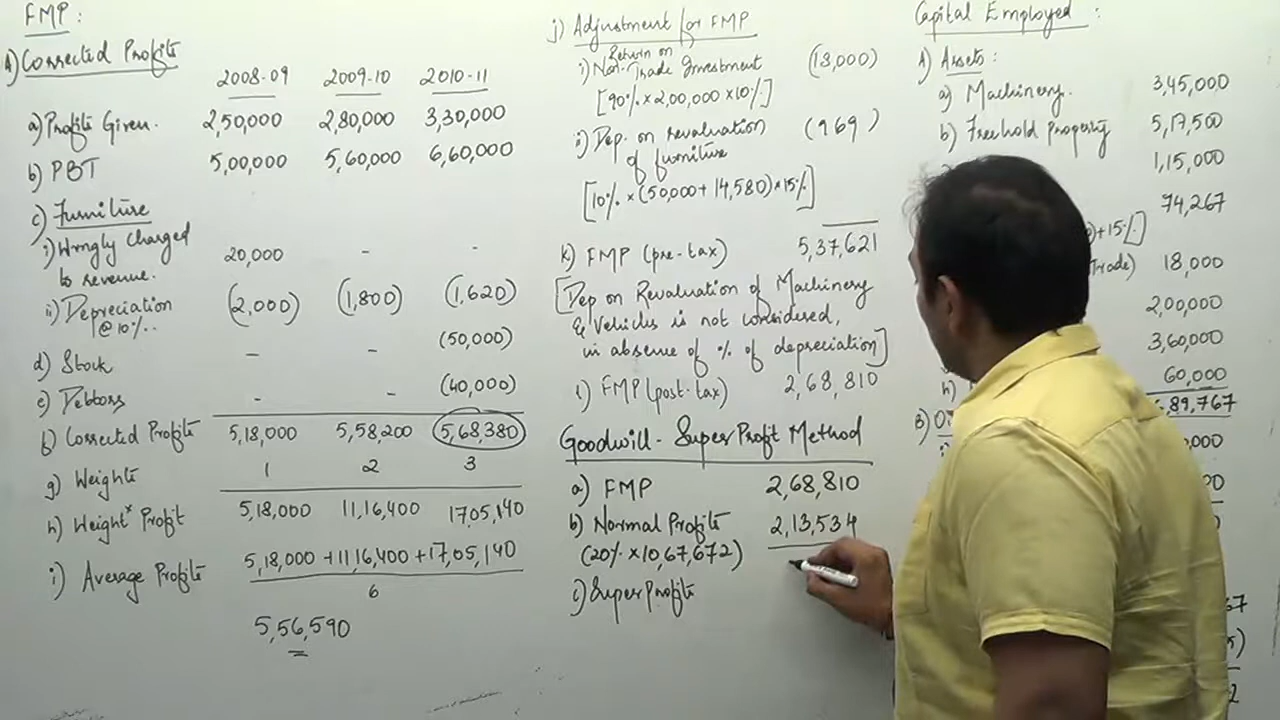 FMP:
A) Corrected Profits
2008-09 2009-10 2010-11
a) Profits Given. 2,50,000 2,80,000 3,30,000
b) PBT 5,00,000 5,60,000 6,60,000
c) Furniture
i) Wrongly charged
to revenue. 20,000 - -
ii) Depreciation (2,000) (1,800) (1,620)
@10%..
d) Stock - - (50,000)
e) Debtors - - (40,000)
f) Corrected Profits 5,18,000 5,58,200 5,68,380
g) Weights 1 2 3
h) Weight* Profit 5,18,000 11,16,400 17,05,140
i) Average Profits 5,18,000 + 11,16,400 + 17,05,140
6
5,56,590
j) Adjustment for FMP
Return on
i) Non-Trade Investment (18,000)
[90% × 2,00,000 × 10%]
ii) Dep. on revaluation (969)
of furniture
[10% × (50,000 + 14,580) × 15%]
k) FMP (pre-tax) 5,37,621
[Dep on Revaluation of Machinery
& Vehicles is not considered,
in absence of % of depreciation]
l) FMP (post-tax) 2,68,810
Goodwill - Super Profit Method
a) FMP 2,68,810
b) Normal Profits 2,13,534
(20% × 10,67,672)
c) Super Profits
Capital Employed:
A) Assets:
a) Machinery. 3,45,000
b) Freehold Property 5,17,500
1,15,000
74,267
+15%]
Trade) 18,000
2,00,000
3,60,000
h) 60,000
,89,767
B)